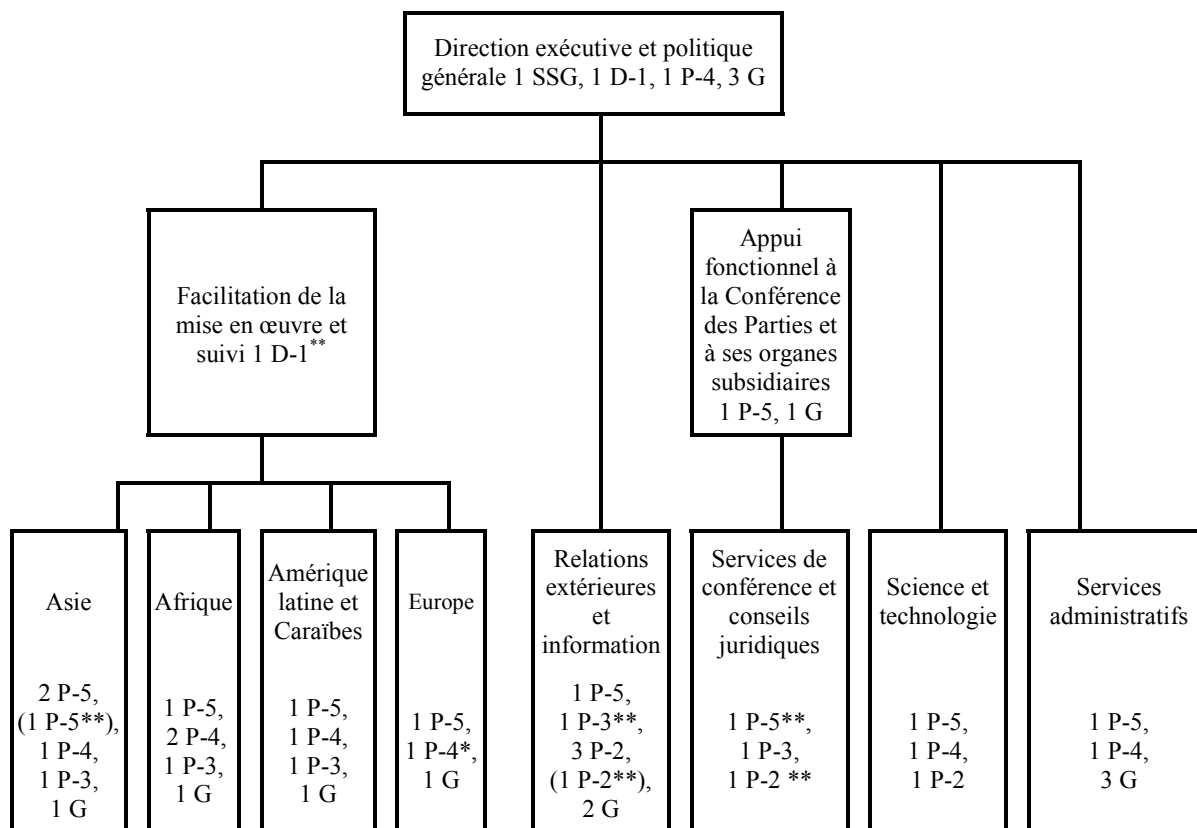 Direction exécutive et politique
générale 1 SSG, 1 D-1, 1 P-4, 3 G
Facilitation de la
mise en œuvre et
suivi 1 D-1**
Appui
fonctionnel à
la Conférence
des Parties et
à ses organes
subsidiaires
1 P-5, 1 G
Asie
2 P-5,
(1 P-5**),
1 P-4,
1 P-3,
1 G
Afrique
1 P-5,
2 P-4,
1 P-3,
1 G
Amérique
latine et
Caraïbes
1 P-5,
1 P-4,
1 P-3,
1 G
Europe
1 P-5,
1 P-4*,
1 G
Relations
extérieures
et
information
1 P-5,
1 P-3**,
3 P-2,
(1 P-2**),
2 G
Services de
conférence et
conseils
juridiques
1 P-5**,
1 P-3,
1 P-2 **
Science et
technologie
1 P-5,
1 P-4,
1 P-2
Services
administratifs
1 P-5,
1 P-4,
3 G